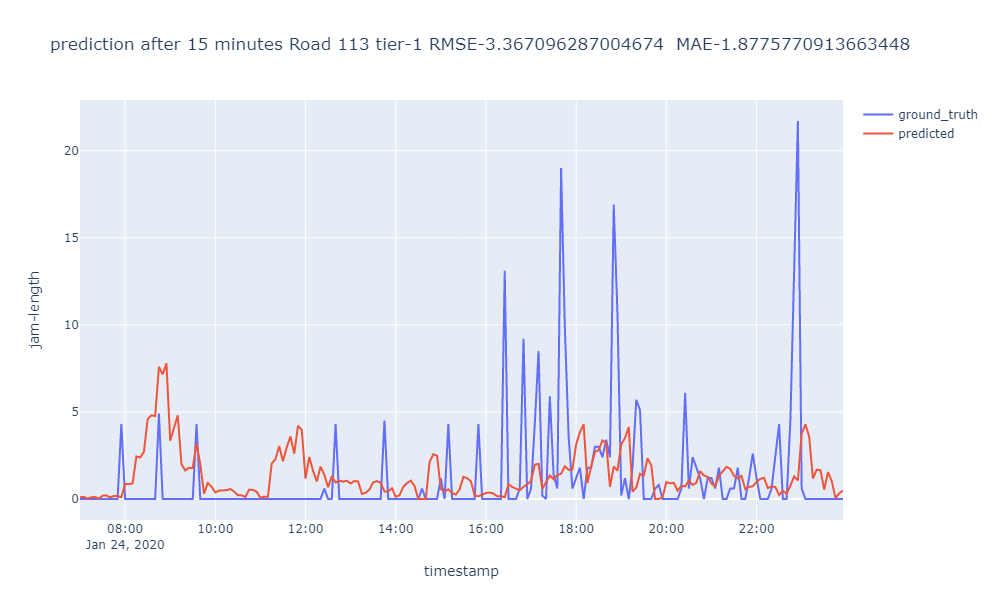 prediction after 15 minutes Road 113 tier-1 RMSE-3.367096287004674  MAE-1.8775770913663448
ground_truth
predicted
20
15
10
5
0
jam-length
08:00 10:00 12:00 14:00 16:00 18:00 20:00 22:00
Jan 24, 2020
timestamp